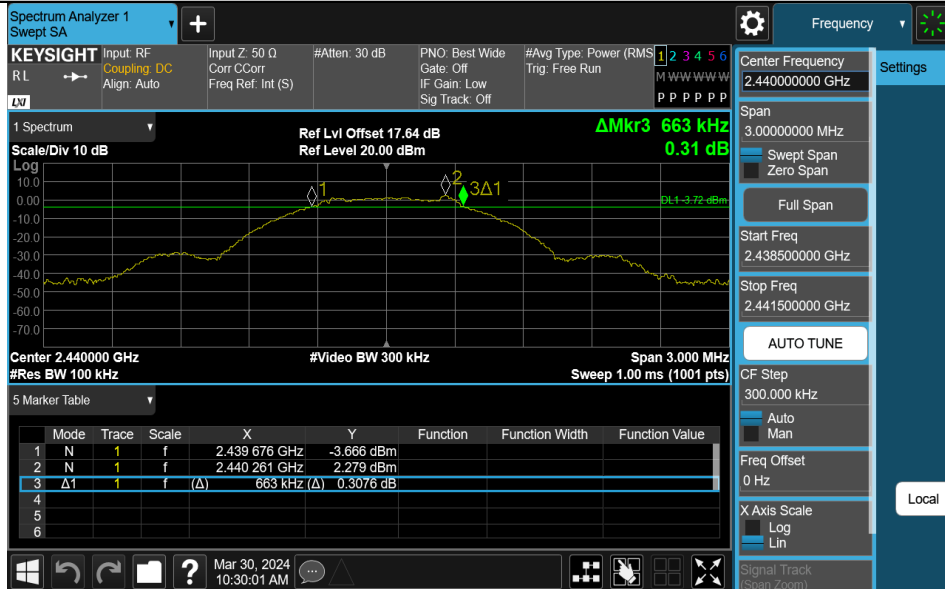 Spectrum Analyzer 1
Swept SA
Frequency
KEYSIGHT
RL
LXI
Input: RF
Coupling: DC
Align: Auto
Input Z: 50 Ω
Corr CCorr
Freq Ref: Int (S)
#Atten: 30 dB
PNO: Best Wide
Gate: Off
IF Gain: Low
Sig Track: Off
#Avg Type: Power (RMS
Trig: Free Run
1 2 3 4 5 6
M W W W W W
P P P P P P
1 Spectrum
Scale/Div 10 dB
Ref Lvl Offset 17.64 dB
Ref Level 20.00 dBm
ΔMkr3 663 kHz
0.31 dB
Log
10.0
0.00
-10.0
-20.0
-30.0
-40.0
-50.0
-60.0
-70.0
1
2
3Δ1
DL1 -3.72 dBm
Center 2.440000 GHz
#Video BW 300 kHz
Span 3.000 MHz
#Res BW 100 kHz
Sweep 1.00 ms (1001 pts)
5 Marker Table
Mode Trace Scale X Y Function Function Width Function Value
1 N 1 f 2.439 676 GHz -3.666 dBm
2 N 1 f 2.440 261 GHz 2.279 dBm
3 Δ1 1 f (Δ) 663 kHz (Δ) 0.3076 dB
4
5
6
Mar 30, 2024
10:30:01 AM
Center Frequency
2.440000000 GHz
Span
3.00000000 MHz
Swept Span
Zero Span
Full Span
Start Freq
2.438500000 GHz
Stop Freq
2.441500000 GHz
AUTO TUNE
CF Step
300.000 kHz
Auto
Man
Freq Offset
0 Hz
X Axis Scale
Log
Lin
Signal Track
(Span Zoom)
Settings
Local